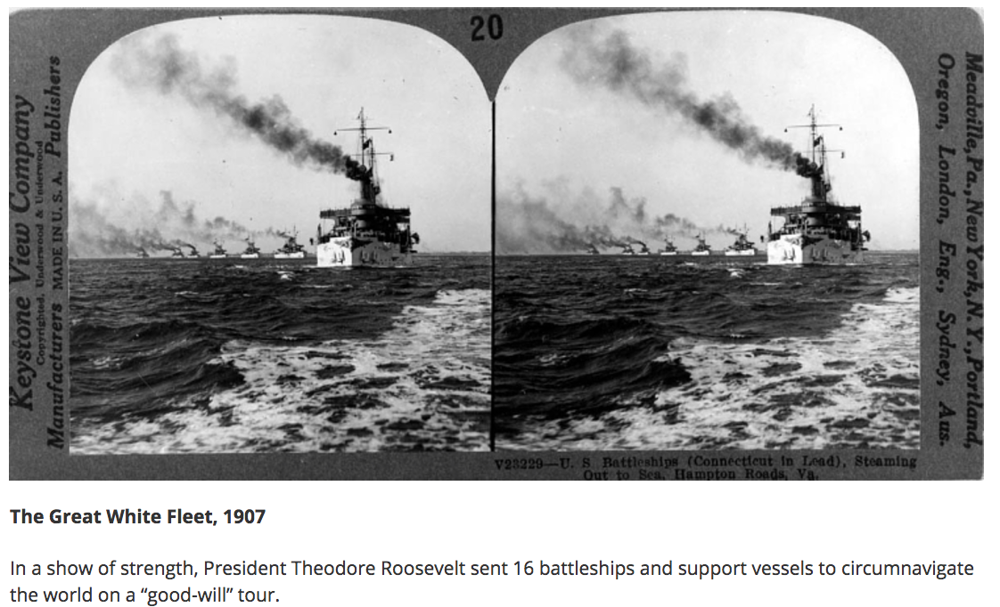 20
Keystone View Company
Copyrighted, Underwood & Underwood
Manufacturers MADE IN U. S. A. Publishers
Meadville, Pa., New York, N. Y., Portland,
Oregon, London, Eng., Sydney, Aus.
V23229—U. S. Battleships (Connecticut in Lead), Steaming
Out to Sea, Hampton Roads, Va.
The Great White Fleet, 1907
In a show of strength, President Theodore Roosevelt sent 16 battleships and support vessels to circumnavigate
the world on a “good-will” tour.